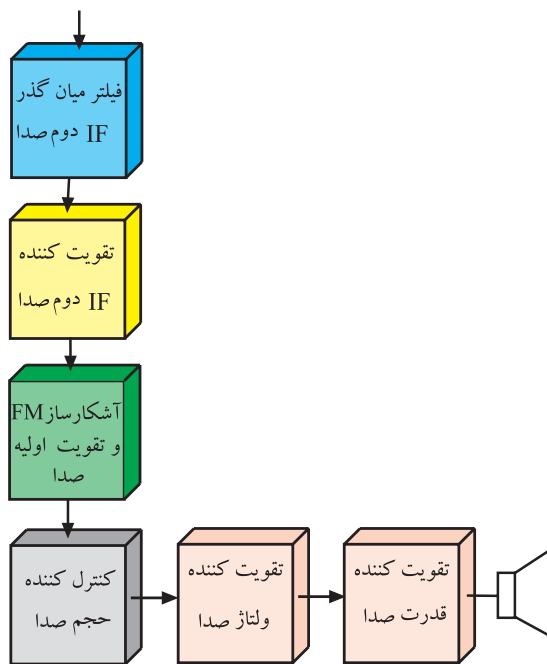 فیلتر میان گذر
IF دوم صدا
تقویت کننده
IF دوم صدا
آشکارساز FM
و تقویت اولیه
صدا
کنترل کننده
حجم صدا
تقویت کننده
ولتاژ صدا
تقویت کننده
قدرت صدا